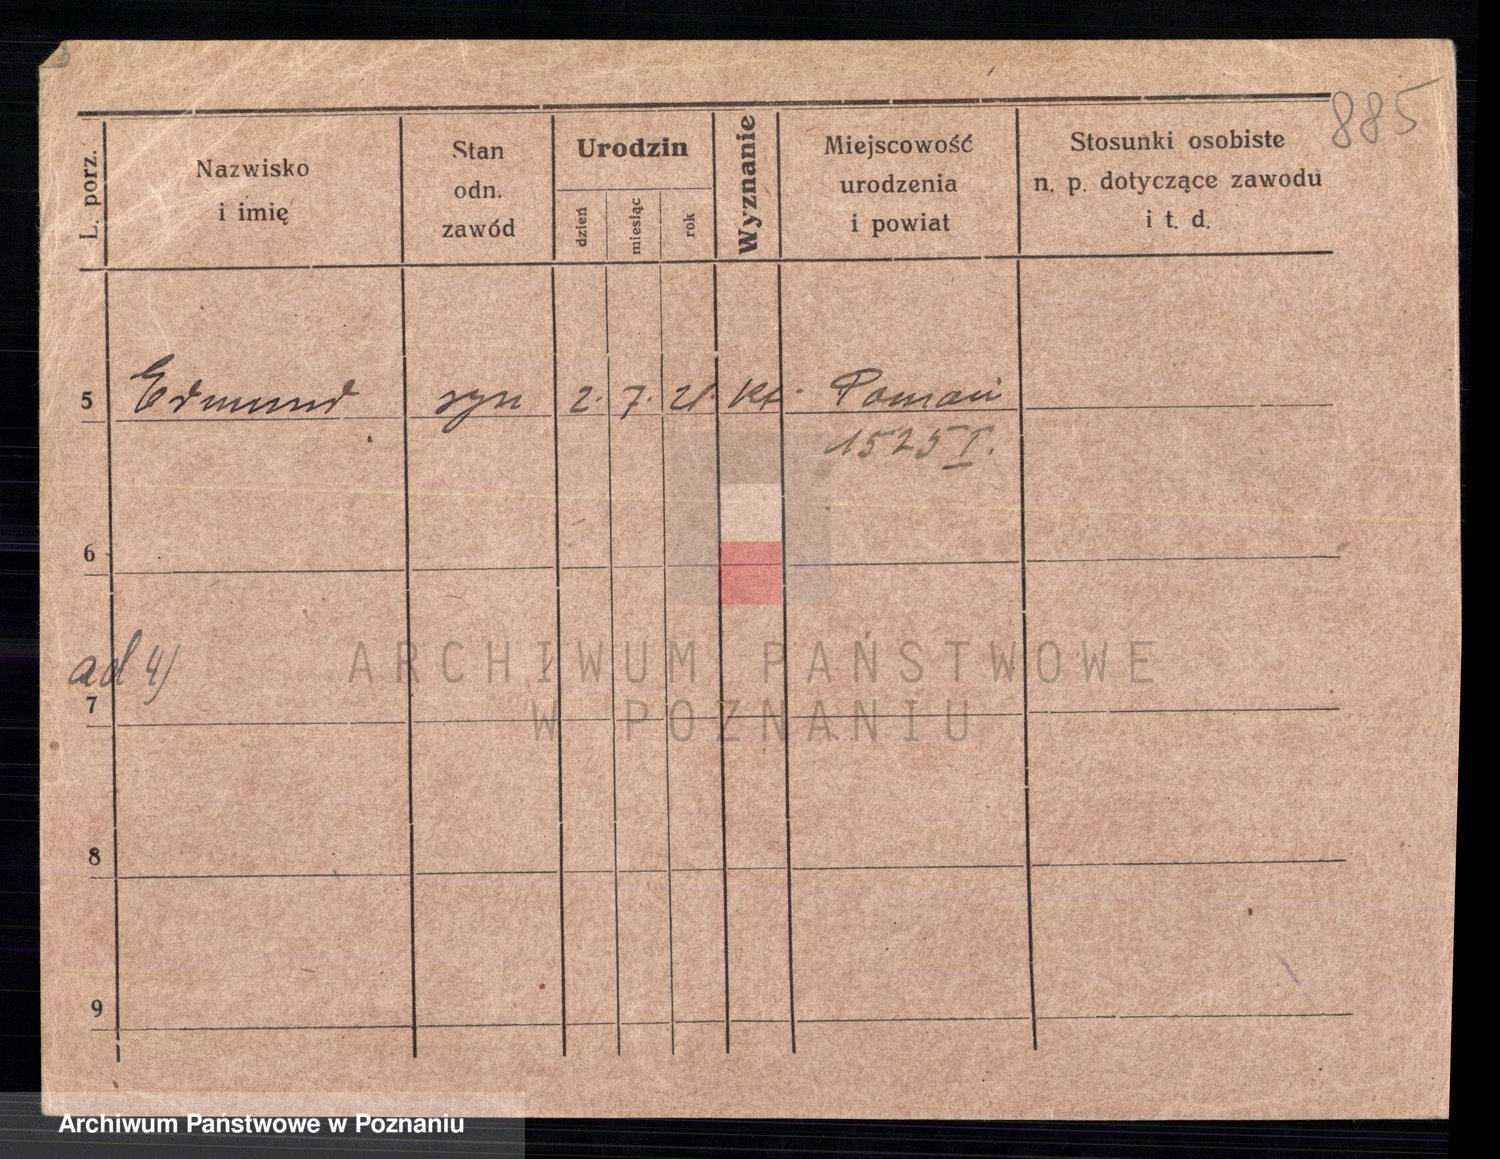 885
L. porz.
Nazwisko
i imię
Stan
odn.
zawód
Urodzin
dzień
miesiąc
rok
Wyznanie
Miejscowość
urodzenia
i powiat
Stosunki osobiste
n. p. dotyczące zawodu
i t. d.
5 Edmund syn 2. 7. 21. kt. Poznań
1525 I.
6
ad 4)
7
ARCHIWUM PAŃSTWOWE
W POZNANIU
8
9
Archiwum Państwowe w Poznaniu